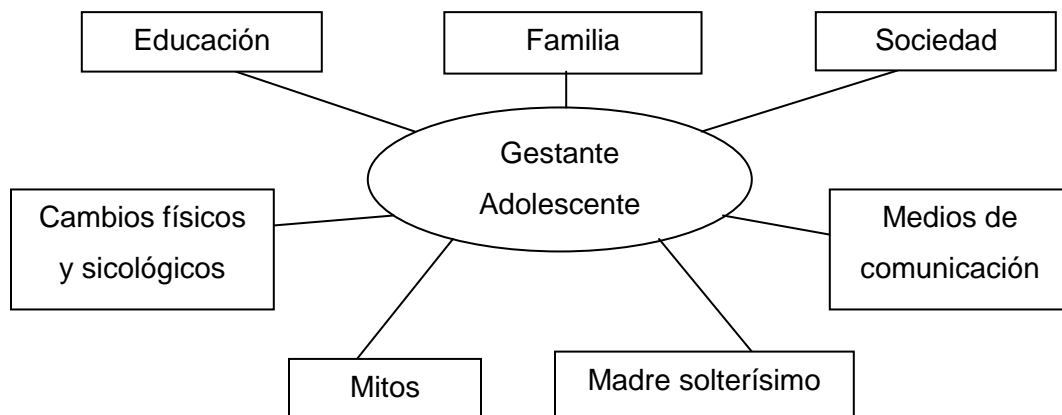 Educación
Familia
Sociedad
Gestante
Adolescente
Cambios físicos
y sicológicos
Medios de
comunicación
Mitos
Madre solterísimo